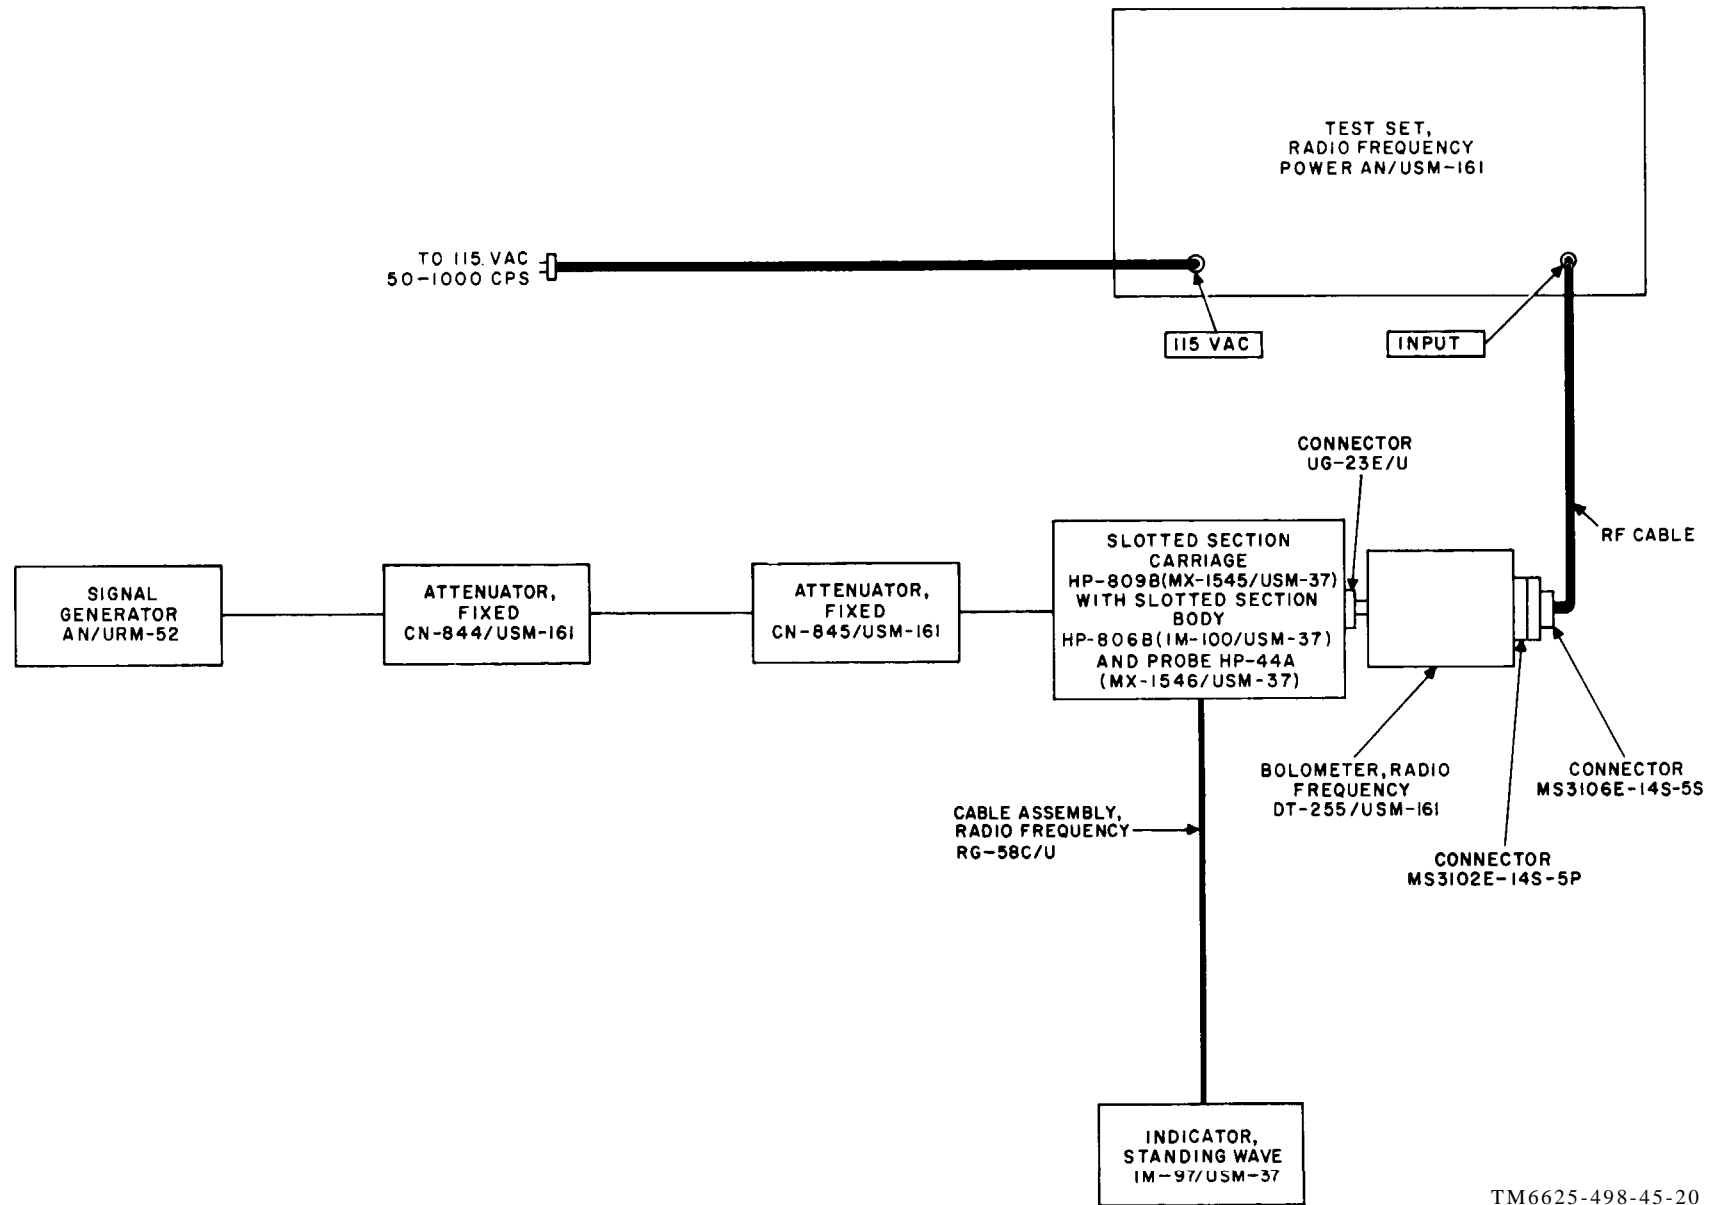 TEST SET,
RADIO FREQUENCY
POWER AN/USM-161
TO 115 VAC
50-1000 CPS
115 VAC
INPUT
CONNECTOR
UG-23E/U
RF CABLE
SIGNAL
GENERATOR
AN/URM-52
ATTENUATOR,
FIXED
CN-844/USM-161
ATTENUATOR,
FIXED
CN-845/USM-161
SLOTTED SECTION
CARRIAGE
HP-809B(MX-1545/USM-37)
WITH SLOTTED SECTION
BODY
HP-806B(IM-100/USM-37)
AND PROBE HP-44A
(MX-1546/USM-37)
BOLOMETER, RADIO
FREQUENCY
DT-255/USM-161
CONNECTOR
MS3106E-14S-5S
CABLE ASSEMBLY,
RADIO FREQUENCY
RG-58C/U
CONNECTOR
MS3102E-14S-5P
INDICATOR,
STANDING WAVE
IM-97/USM-37
TM6625-498-45-20